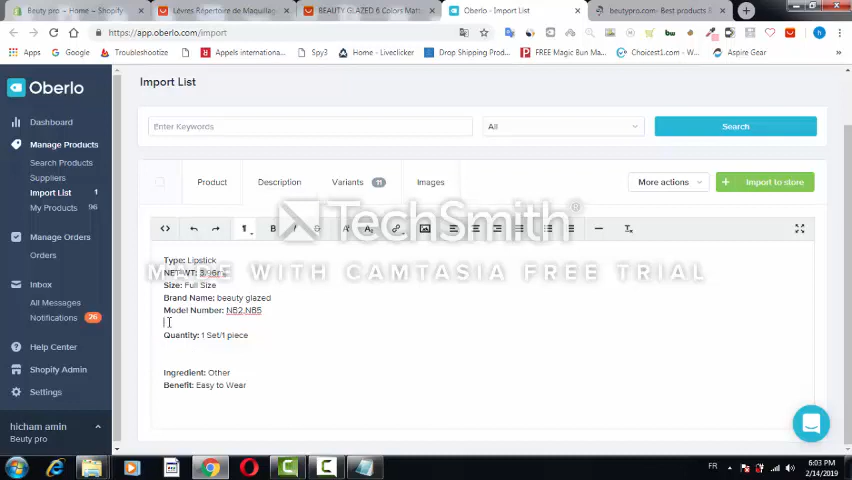 Beuty pro ~ Home ~ Shopify
Lèvres Répertoire de Maquillag
BEAUTY GLAZED 6 Colors Matt
Oberlo - Import List
beutypro.com- Best products B
https://app.oberlo.com/import
Google
Boosts
Troubleshootize
Appels internationa...
Spy3
Home - Liveclicker
Drop Shipping Prod
FREE Magic Bun Ma
Choicest1.com...
Aspire Gear
Oberlo
Import List
Enter Keywords
All
Search
Dashboard
Manage Products
Search Products
Suppliers
Import List 1
My Products 96
Manage Orders
Orders
Inbox
All Messages
Notifications 26
Help Center
Shopify Admin
Settings
hicham amin
Beuty pro
Product
Description
Variants 11
Images
More actions
Import to store
TechSmith®
MADE WITH CAMTASIA FREE TRIAL
Type: Lipstick
NET WT:
Size: Full Size
Brand Name: beauty glazed
Model Number: NB2.NB5
Quantity: 1 Set/1 piece
Ingredient: Other
Benefit: Easy to Wear
FR
6:03 PM
2/14/2019